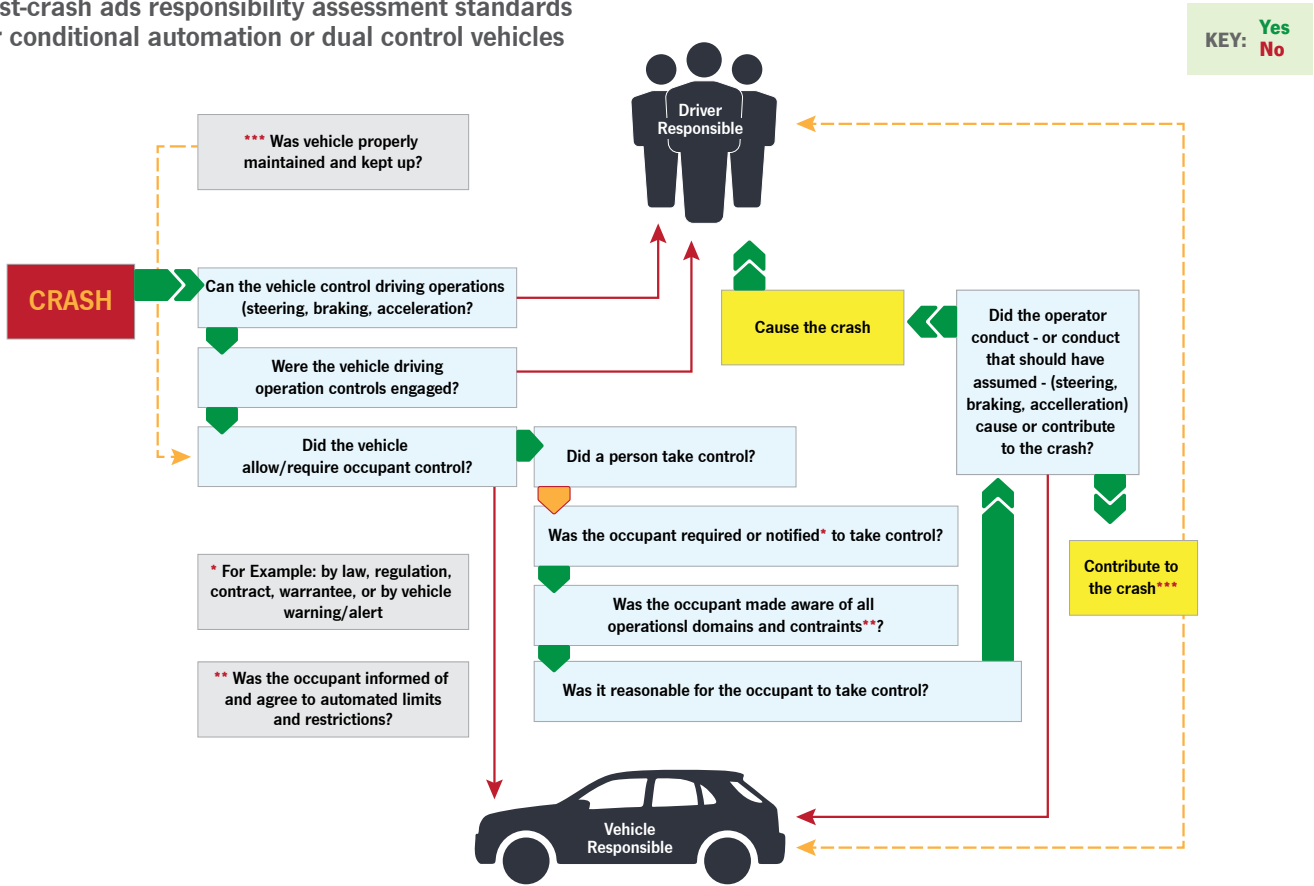 st-crash ads responsibility assessment standards
conditional automation or dual control vehicles
KEY: Yes
No
Driver
Responsible
*** Was vehicle properly
maintained and kept up?
CRASH
Can the vehicle control driving operations
(steering, braking, acceleration?
Were the vehicle driving
operation controls engaged?
Did the vehicle
allow/require occupant control?
Did a person take control?
Was the occupant required or notified* to take control?
Was the occupant made aware of all
operationsl domains and contraints**?
Was it reasonable for the occupant to take control?
Cause the crash
Did the operator
conduct - or conduct
that should have
assumed - (steering,
braking, accelleration)
cause or contribute
to the crash?
Contribute to
the crash***
* For Example: by law, regulation,
contract, warrantee, or by vehicle
warning/alert
** Was the occupant informed of
and agree to automated limits
and restrictions?
Vehicle
Responsible